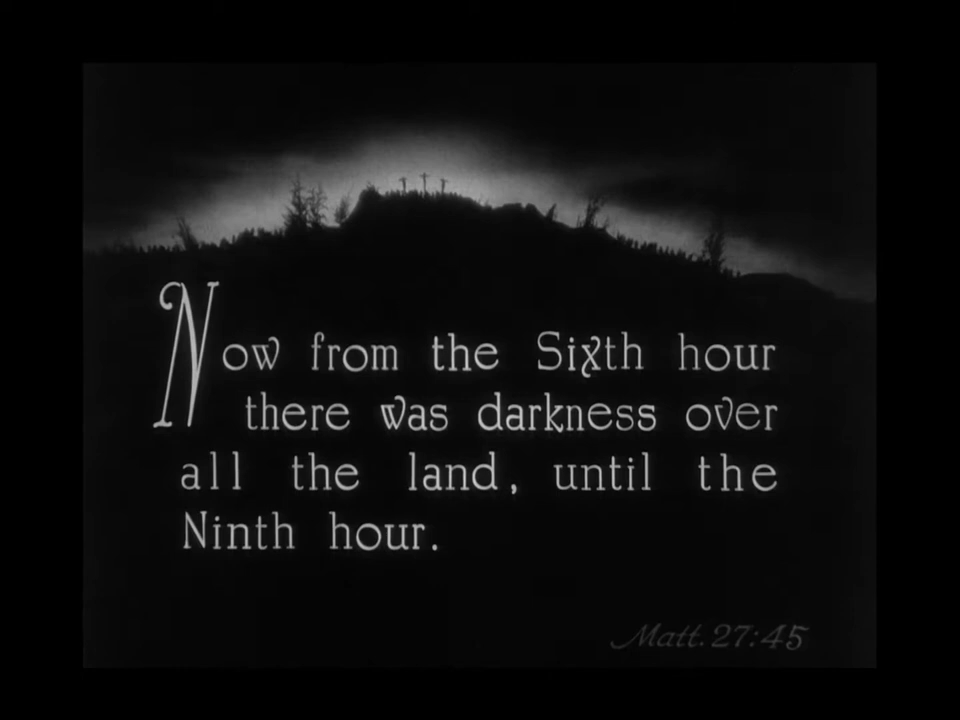 Now from the Sixth hour
there was darkness over
all the land, until the
Ninth hour.
Matt. 27:45